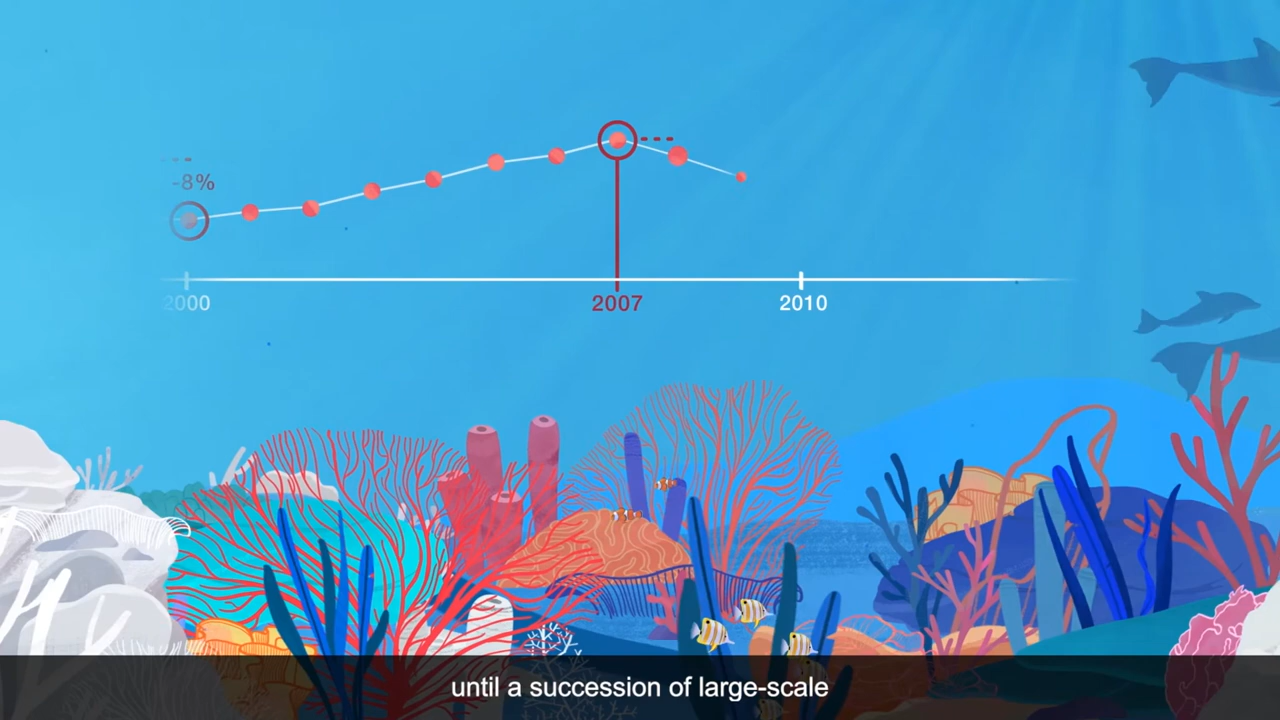 -8%
2000
2007
2010
until a succession of large-scale